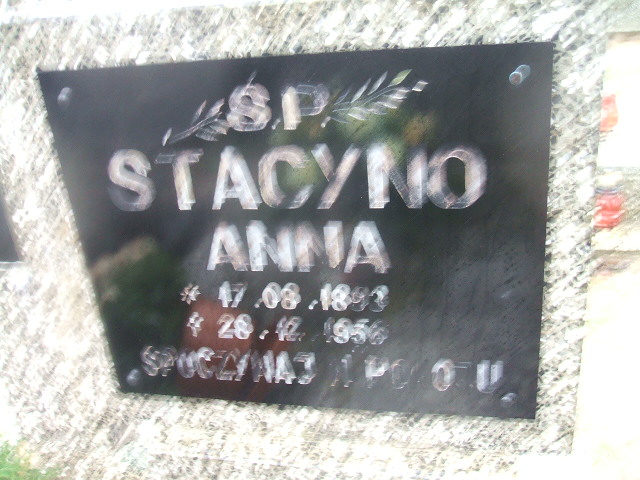 Ś.P.
STACYNO
ANNA
* 17.08.1893
† 28.12.1956
SPOCZYWAJ W POKOJU